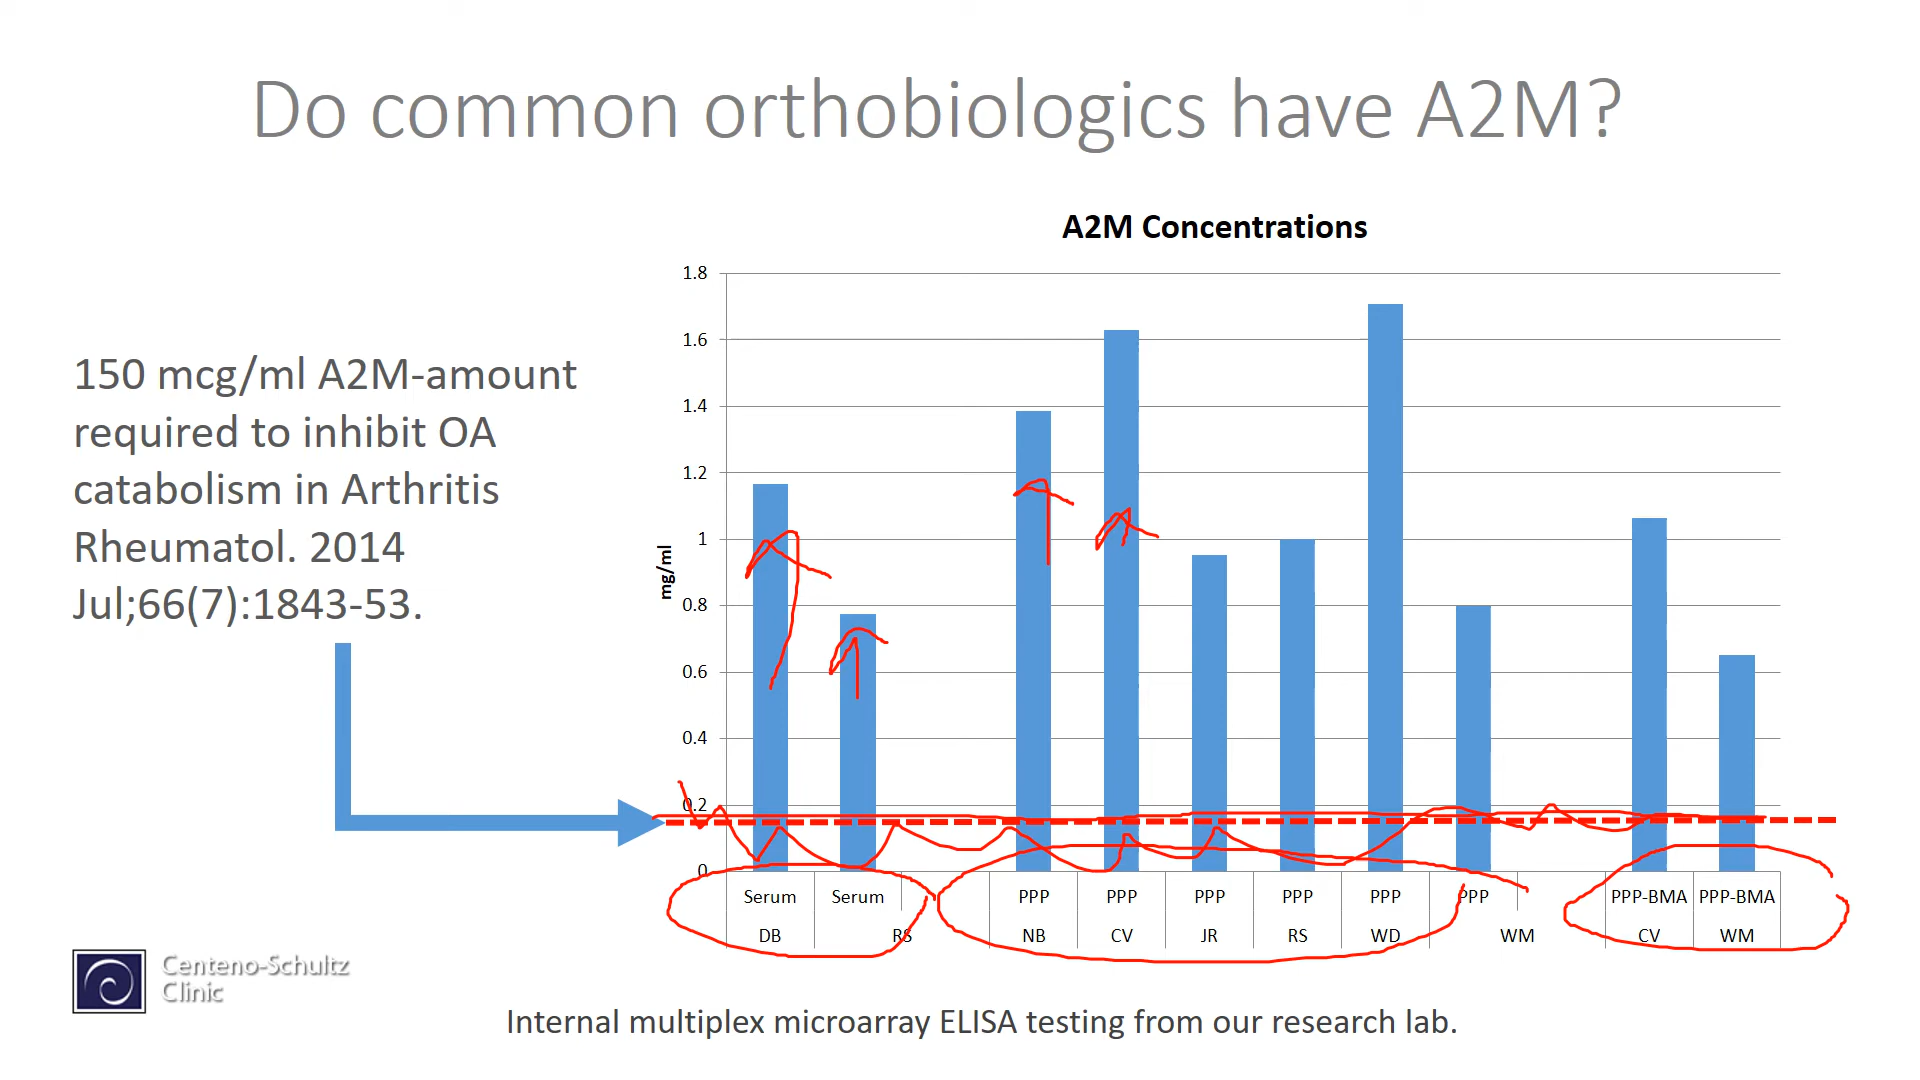 Do common orthobiologics have A2M?
A2M Concentrations
150 mcg/ml A2M-amount
required to inhibit OA
catabolism in Arthritis
Rheumatol. 2014
Jul;66(7):1843-53.
mg/ml
1.8
1.6
1.4
1.2
1
0.8
0.6
0.4
0.2
0
Serum Serum PPP PPP PPP PPP PPP PPP PPP-BMA PPP-BMA
DB RS NB CV JR RS WD WM CV WM
Centeno-Schultz
Clinic
Internal multiplex microarray ELISA testing from our research lab.